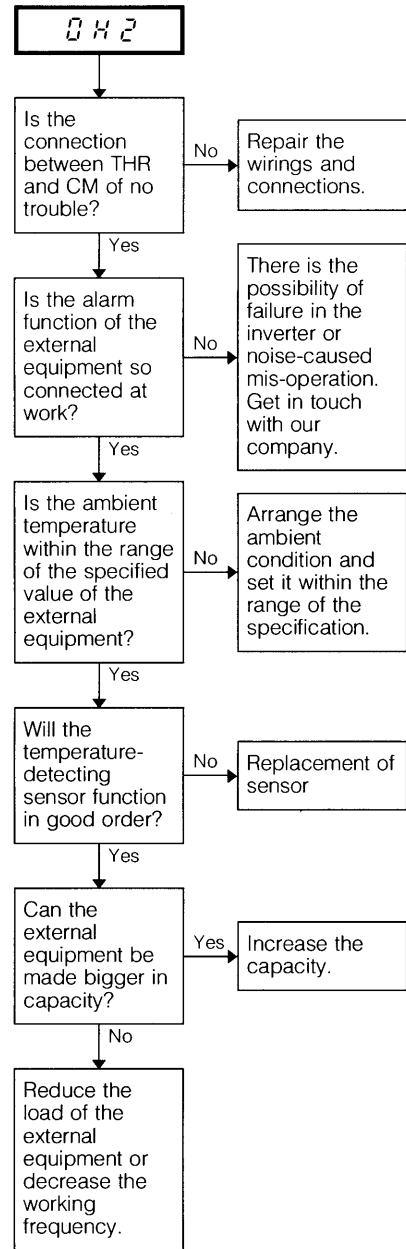 OH2
Is the
connection
between THR
and CM of no
trouble?
No
Repair the
wirings and
connections.
Yes
Is the alarm
function of the
external
equipment so
connected at
work?
No
There is the
possibility of
failure in the
inverter or
noise-caused
mis-operation.
Get in touch
with our
company.
Yes
Is the ambient
temperature
within the range
of the specified
value of the
external
equipment?
No
Arrange the
ambient
condition and
set it within the
range of the
specification.
Yes
Will the
temperature-
detecting
sensor function
in good order?
No
Replacement of
sensor
Yes
Can the
external
equipment be
made bigger in
capacity?
Yes
Increase the
capacity.
No
Reduce the
load of the
external
equipment or
decrease the
working
frequency.